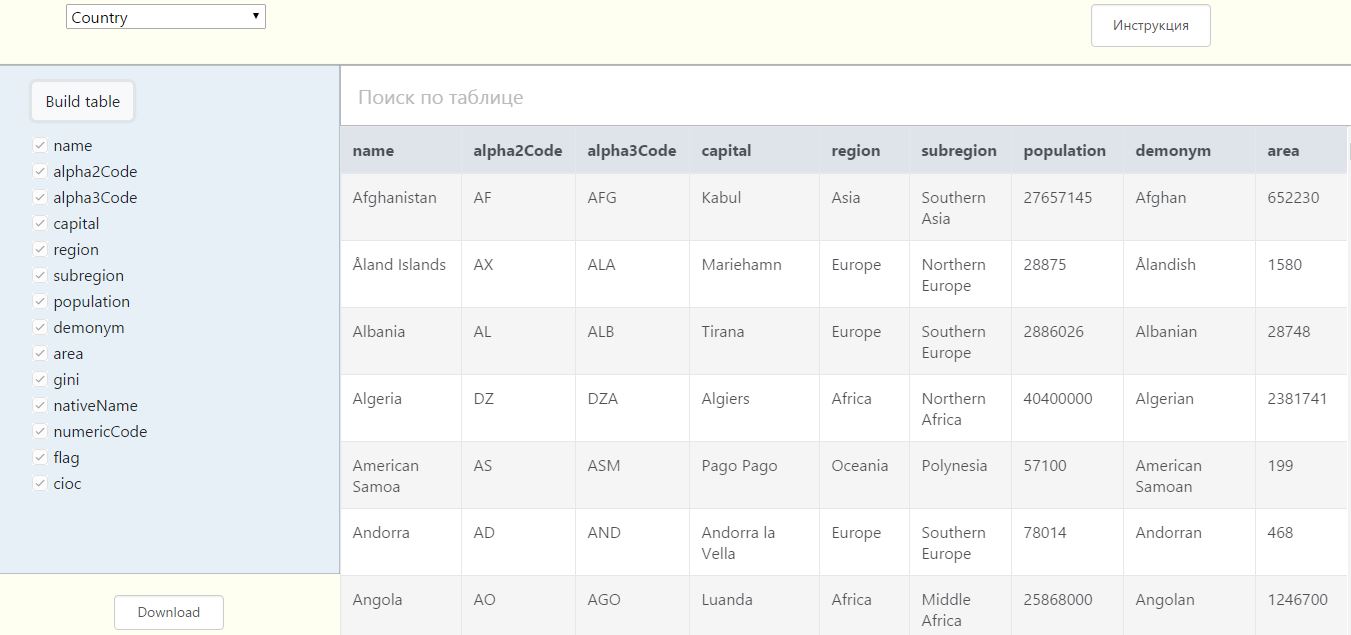 Country
Инструкция
Build table
name
alpha2Code
alpha3Code
capital
region
subregion
population
demonym
area
gini
nativeName
numericCode
flag
cioc
Download
Поиск по таблице
name alpha2Code alpha3Code capital region subregion population demonym area
Afghanistan AF AFG Kabul Asia Southern 27657145 Afghan 652230
Asia
Åland Islands AX ALA Mariehamn Europe Northern 28875 Ålandish 1580
Europe
Albania AL ALB Tirana Europe Southern 2886026 Albanian 28748
Europe
Algeria DZ DZA Algiers Africa Northern 40400000 Algerian 2381741
Africa
American AS ASM Pago Pago Oceania Polynesia 57100 American 199
Samoa Samoan
Andorra AD AND Andorra la Europe Southern 78014 Andorran 468
Vella Europe
Angola AO AGO Luanda Africa Middle 25868000 Angolan 1246700
Africa